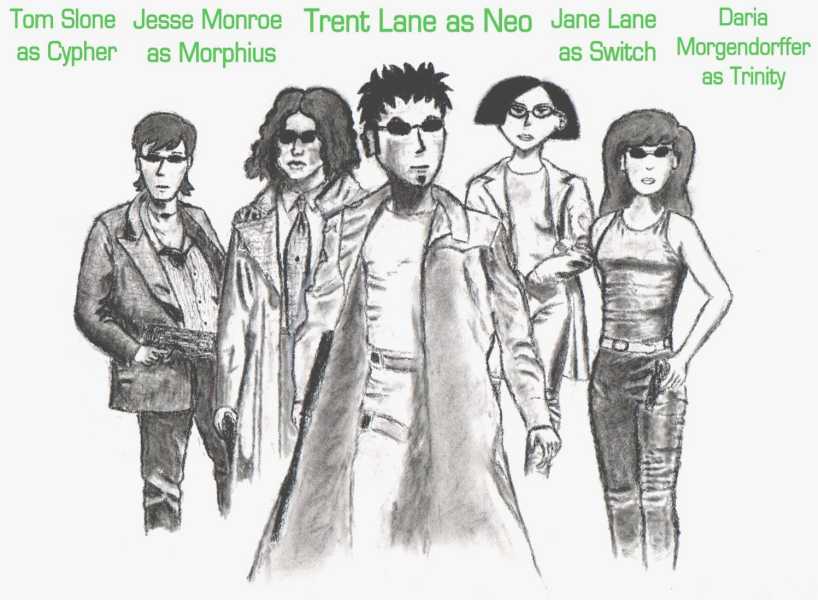 Tom Slone
as Cypher
Jesse Monroe
as Morphius
Trent Lane as Neo
Jane Lane
as Switch
Daria
Morgendorffer
as Trinity